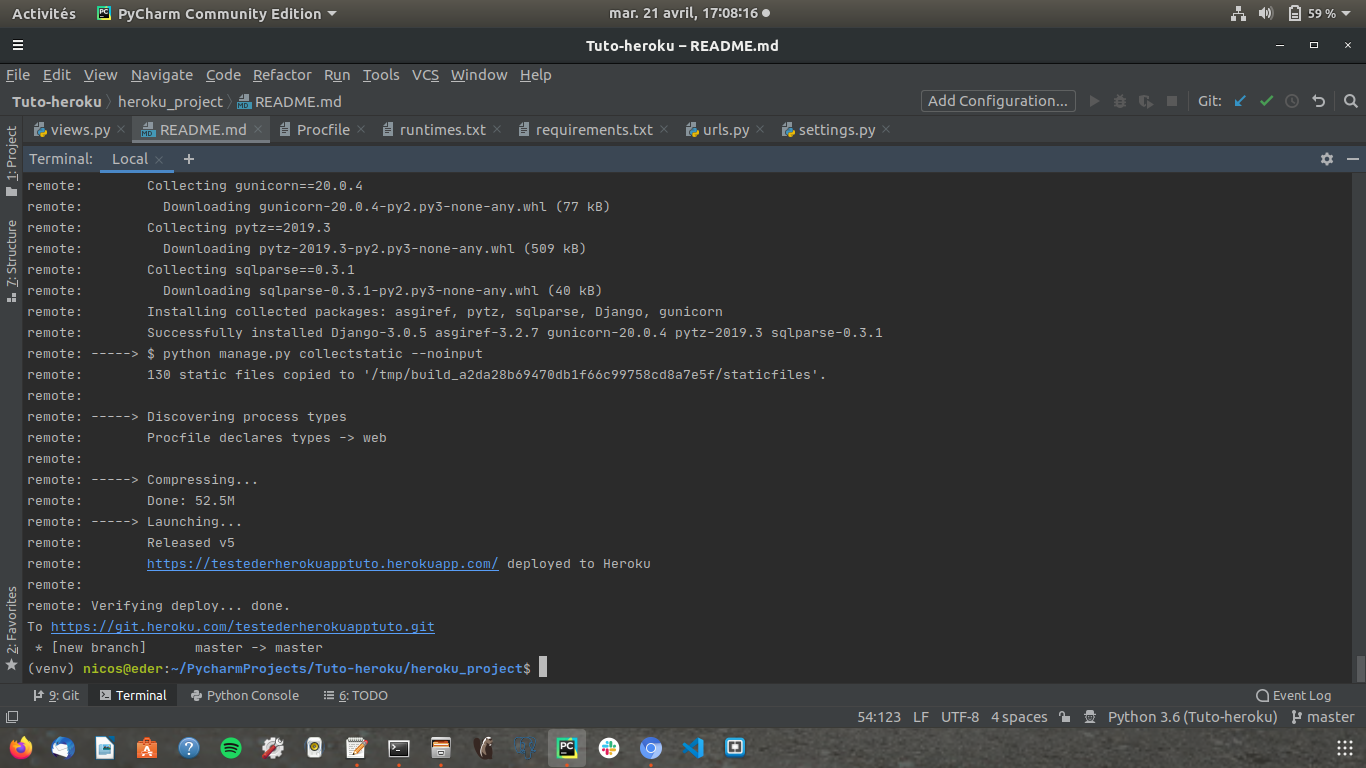 Activités PyCharm Community Edition mar. 21 avril, 17:08:16 59 %
Tuto-heroku – README.md
File Edit View Navigate Code Refactor Run Tools VCS Window Help
Tuto-heroku heroku_project README.md Add Configuration... Git:
views.py README.md Procfile runtimes.txt requirements.txt urls.py settings.py
1: Project
7: Structure
2: Favorites
Terminal: Local +
remote:        Collecting gunicorn==20.0.4
remote:          Downloading gunicorn-20.0.4-py2.py3-none-any.whl (77 kB)
remote:        Collecting pytz==2019.3
remote:          Downloading pytz-2019.3-py2.py3-none-any.whl (509 kB)
remote:        Collecting sqlparse==0.3.1
remote:          Downloading sqlparse-0.3.1-py2.py3-none-any.whl (40 kB)
remote:        Installing collected packages: asgiref, pytz, sqlparse, Django, gunicorn
remote:        Successfully installed Django-3.0.5 asgiref-3.2.7 gunicorn-20.0.4 pytz-2019.3 sqlparse-0.3.1
remote: -----> $ python manage.py collectstatic --noinput
remote:        130 static files copied to '/tmp/build_a2da28b69470db1f66c99758cd8a7e5f/staticfiles'.
remote:
remote: -----> Discovering process types
remote:        Procfile declares types -> web
remote:
remote: -----> Compressing...
remote:        Done: 52.5M
remote: -----> Launching...
remote:        Released v5
remote:        https://testederherokuapptuto.herokuapp.com/ deployed to Heroku
remote:
remote: Verifying deploy... done.
To https://git.heroku.com/testederherokuapptuto.git
 * [new branch]      master -> master
(venv) nicos@eder:~/PycharmProjects/Tuto-heroku/heroku_project$
9: Git Terminal Python Console 6: TODO Event Log
54:123 LF UTF-8 4 spaces Python 3.6 (Tuto-heroku) master